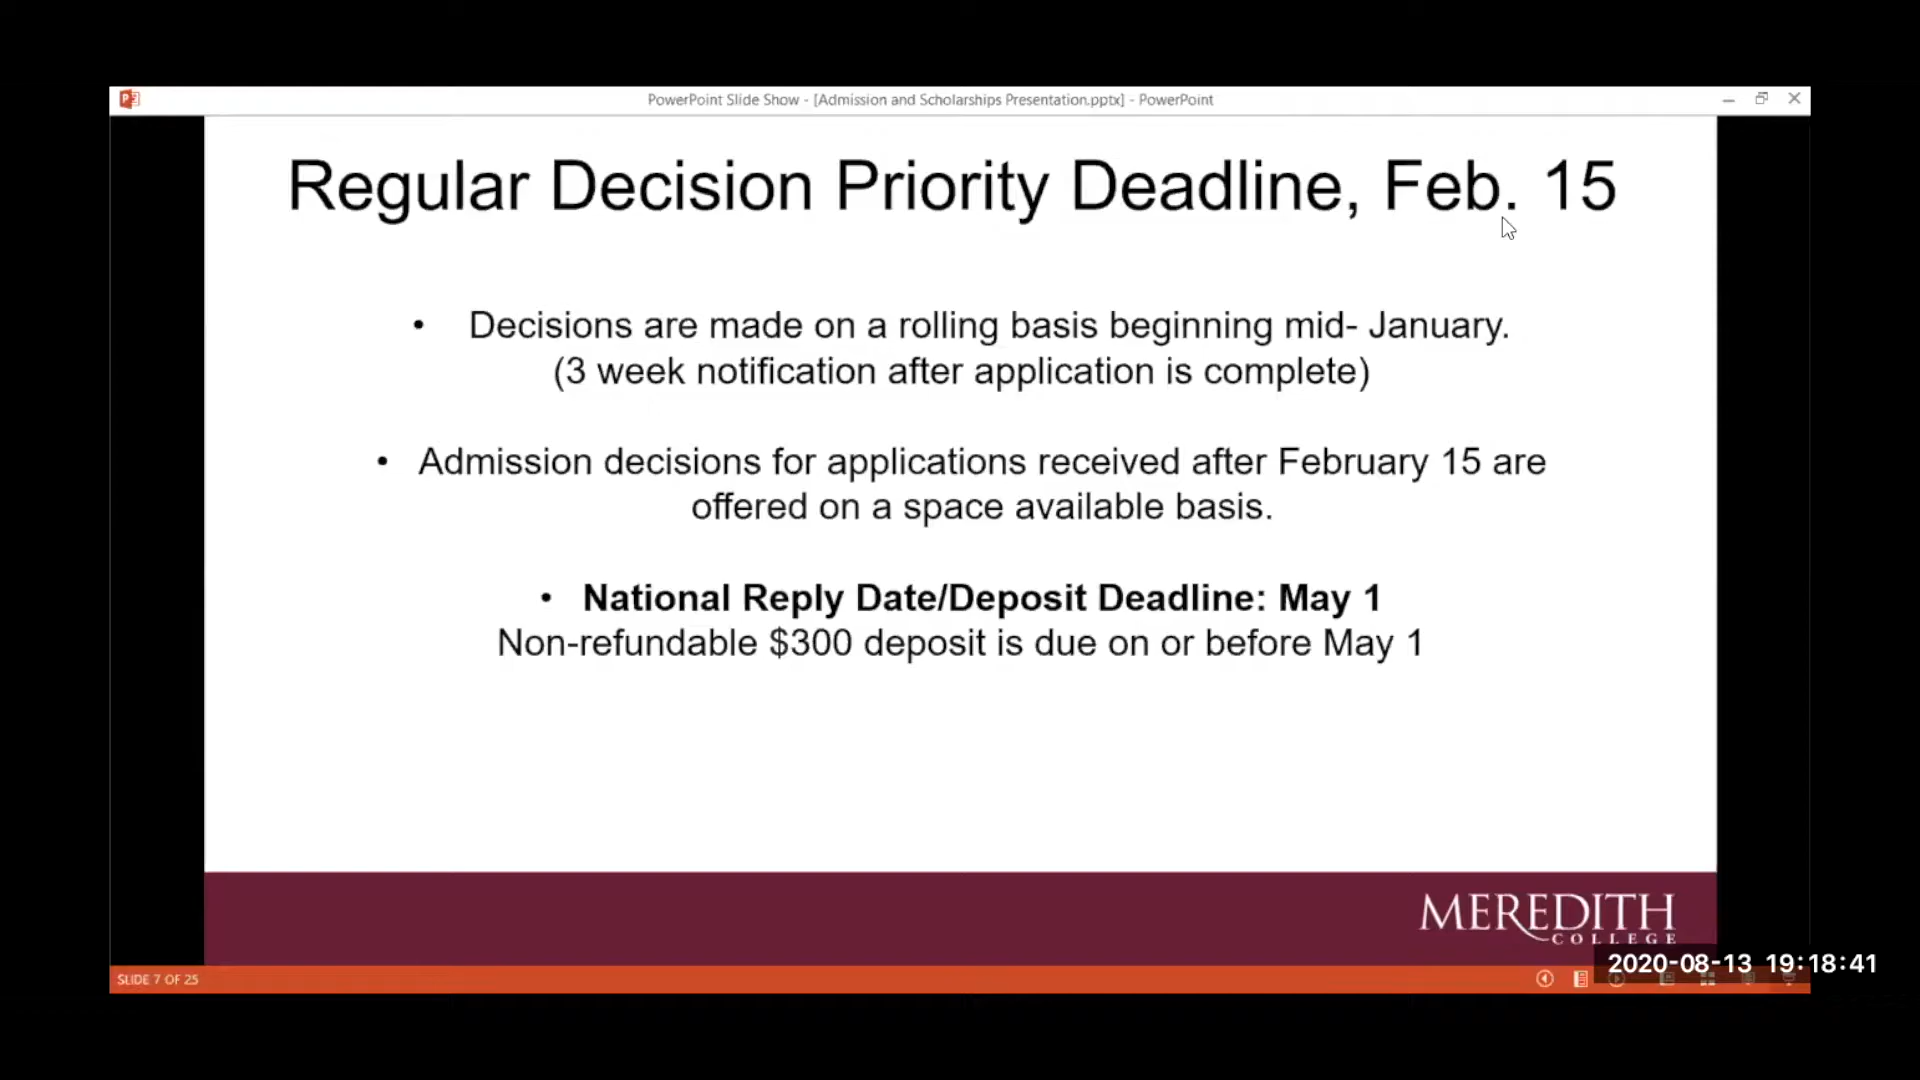 PowerPoint Slide Show - [Admission and Scholarships Presentation.pptx] - PowerPoint
Regular Decision Priority Deadline, Feb. 15
• Decisions are made on a rolling basis beginning mid- January.
(3 week notification after application is complete)
• Admission decisions for applications received after February 15 are
offered on a space available basis.
• National Reply Date/Deposit Deadline: May 1
Non-refundable $300 deposit is due on or before May 1
MEREDITH
COLLEGE
2020-08-13 19:18:41
SLIDE 7 OF 25